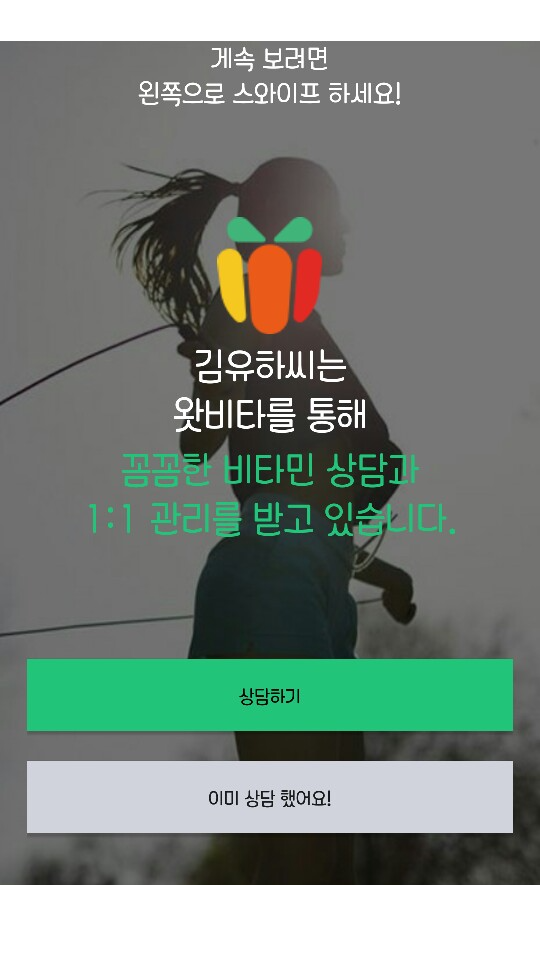 게속 보려면
왼쪽으로 스와이프 하세요!
김유하씨는
왓비타를 통해
꼼꼼한 비타민 상담과
1:1 관리를 받고 있습니다.
상담하기
이미 상담 했어요!